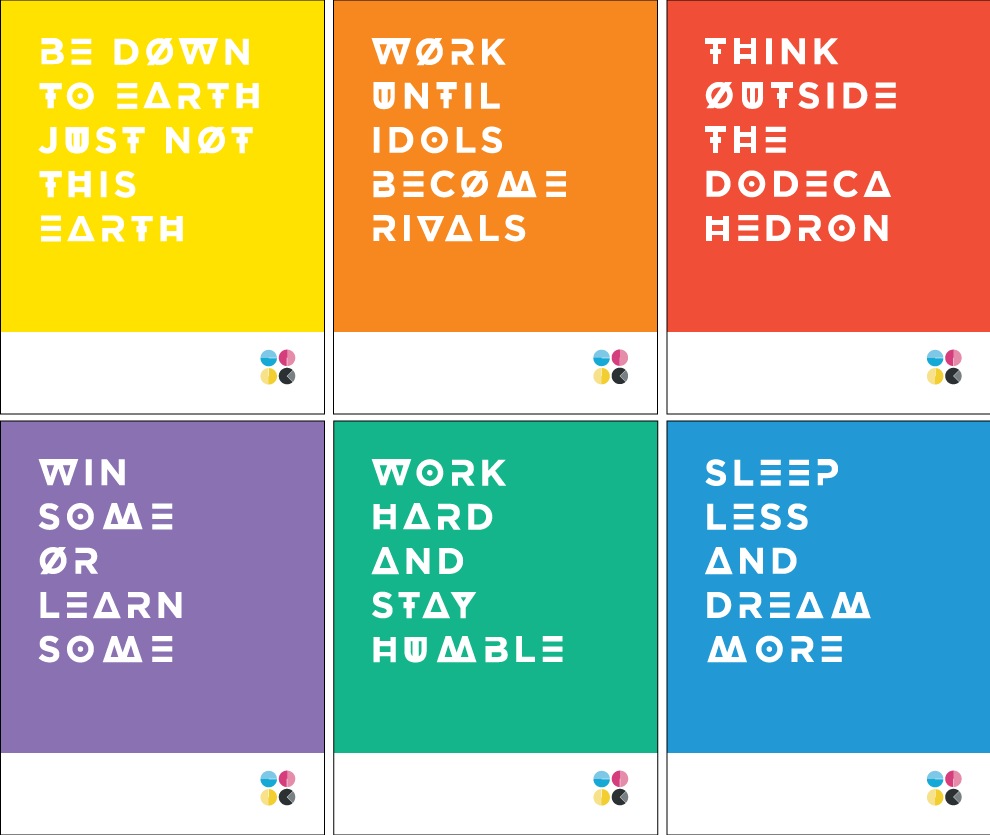 BE DØWN
TO EARTH
JUST NØT
THIS
EARTH
WØRK
UNTIL
IDOLS
BECØME
RIVALS
THINK
ØUTSIDE
THE
DODECA
HEDRON
WIN
SOME
ØR
LEARN
SOME
WORK
HARD
AND
STAY
HUMBLE
SLEEP
LESS
AND
DREAM
MORE